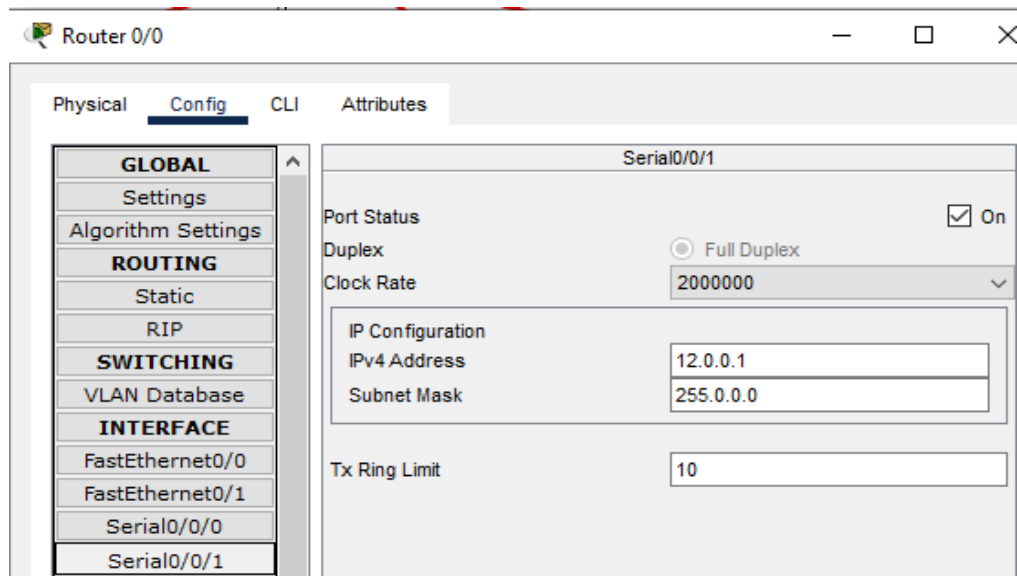 Router 0/0
Physical Config CLI Attributes
GLOBAL
Settings
Algorithm Settings
ROUTING
Static
RIP
SWITCHING
VLAN Database
INTERFACE
FastEthernet0/0
FastEthernet0/1
Serial0/0/0
Serial0/0/1
Serial0/0/1
Port Status On
Duplex Full Duplex
Clock Rate 2000000
IP Configuration
IPv4 Address 12.0.0.1
Subnet Mask 255.0.0.0
Tx Ring Limit 10